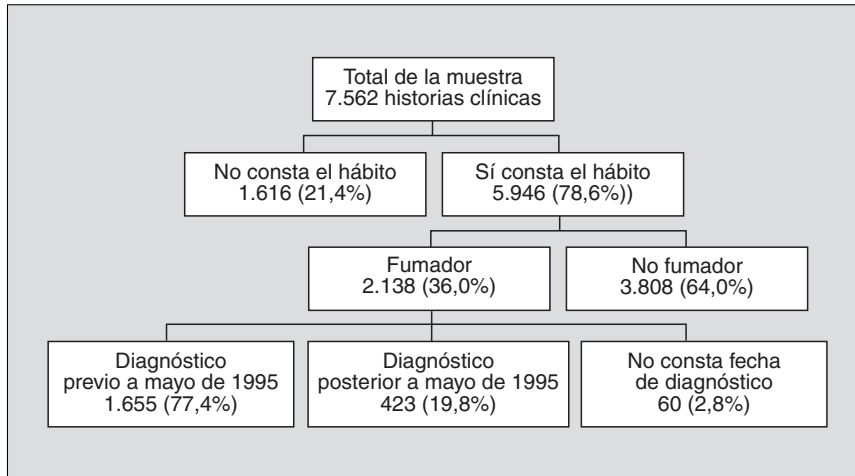 Total de la muestra
7.562 historias clínicas
No consta el hábito
1.616 (21,4%)
Sí consta el hábito
5.946 (78,6%))
Fumador
2.138 (36,0%)
No fumador
3.808 (64,0%)
Diagnóstico
previo a mayo de 1995
1.655 (77,4%)
Diagnóstico
posterior a mayo de 1995
423 (19,8%)
No consta fecha
de diagnóstico
60 (2,8%)